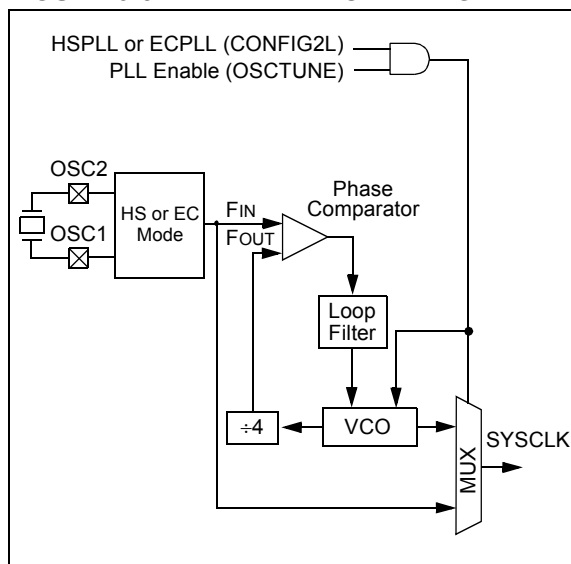 HSPLL or ECPLL (CONFIG2L)
PLL Enable (OSCTUNE)
OSC2
OSC1
HS or EC
Mode
FIN
FOUT
Phase
Comparator
Loop
Filter
÷4
VCO
MUX
SYSCLK